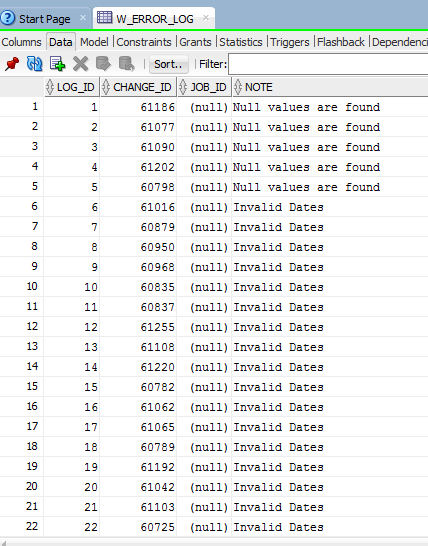 Start Page W_ERROR_LOG
Columns Data Model Constraints Grants Statistics Triggers Flashback Dependenci
Sort.. Filter:
LOG_ID CHANGE_ID JOB_ID NOTE
1 1 61186 (null) Null values are found
2 2 61077 (null) Null values are found
3 3 61090 (null) Null values are found
4 4 61202 (null) Null values are found
5 5 60798 (null) Null values are found
6 6 61016 (null) Invalid Dates
7 7 60879 (null) Invalid Dates
8 8 60950 (null) Invalid Dates
9 9 60968 (null) Invalid Dates
10 10 60835 (null) Invalid Dates
11 11 60837 (null) Invalid Dates
12 12 61255 (null) Invalid Dates
13 13 61108 (null) Invalid Dates
14 14 61220 (null) Invalid Dates
15 15 60782 (null) Invalid Dates
16 16 61062 (null) Invalid Dates
17 17 61065 (null) Invalid Dates
18 18 60789 (null) Invalid Dates
19 19 61192 (null) Invalid Dates
20 20 61042 (null) Invalid Dates
21 21 61103 (null) Invalid Dates
22 22 60725 (null) Invalid Dates